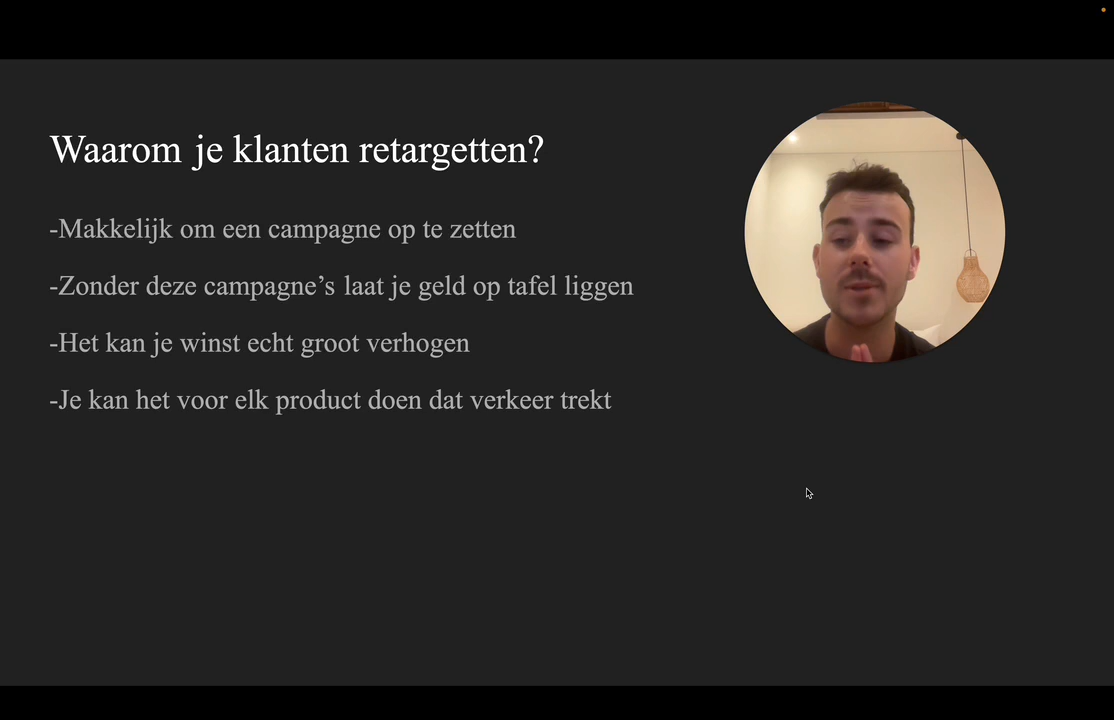 Waarom je klanten retargetten?
-Makkelijk om een campagne op te zetten
-Zonder deze campagne’s laat je geld op tafel liggen
-Het kan je winst echt groot verhogen
-Je kan het voor elk product doen dat verkeer trekt